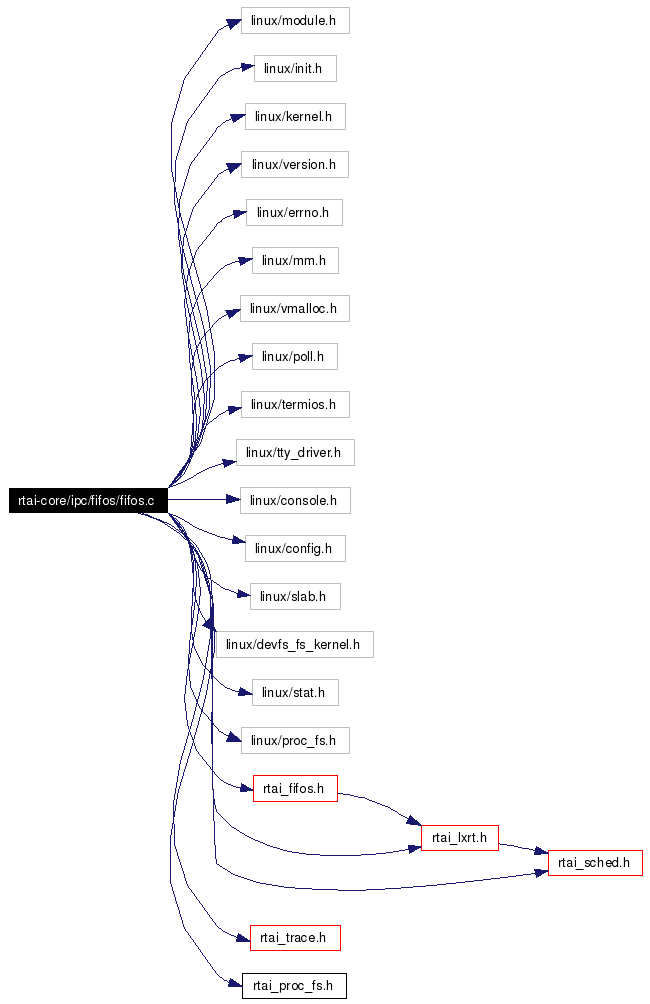 linux/module.h
linux/init.h
linux/kernel.h
linux/version.h
linux/errno.h
linux/mm.h
linux/vmalloc.h
linux/poll.h
linux/termios.h
linux/tty_driver.h
rtai-core/ipc/fifos/fifos.c
linux/console.h
linux/config.h
linux/slab.h
linux/devfs_fs_kernel.h
linux/stat.h
linux/proc_fs.h
rtai_fifos.h
rtai_lxrt.h
rtai_sched.h
rtai_trace.h
rtai_proc_fs.h